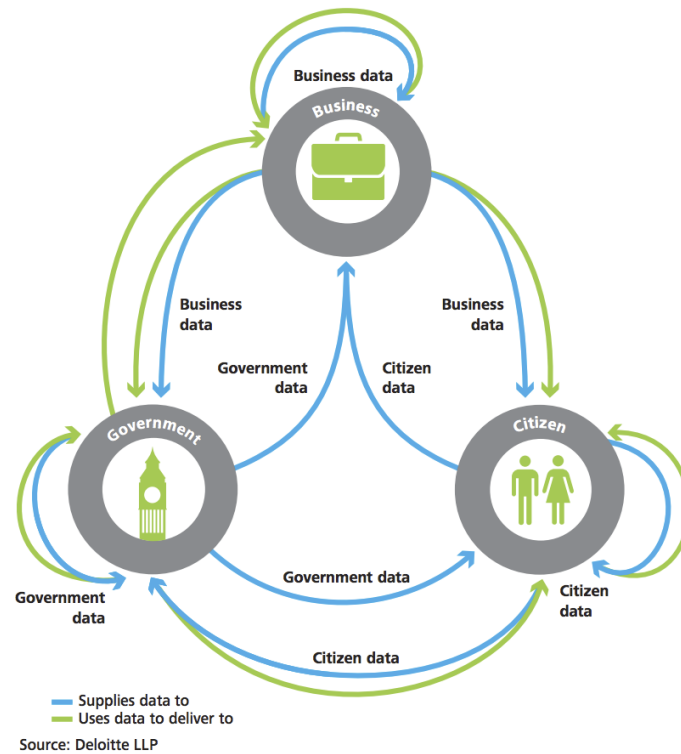 Business data
Business
Business
data
Business
data
Government
data
Citizen
data
Government
Citizen
Government data
Government
data
Citizen
data
Citizen data
Supplies data to
Uses data to deliver to
Source: Deloitte LLP